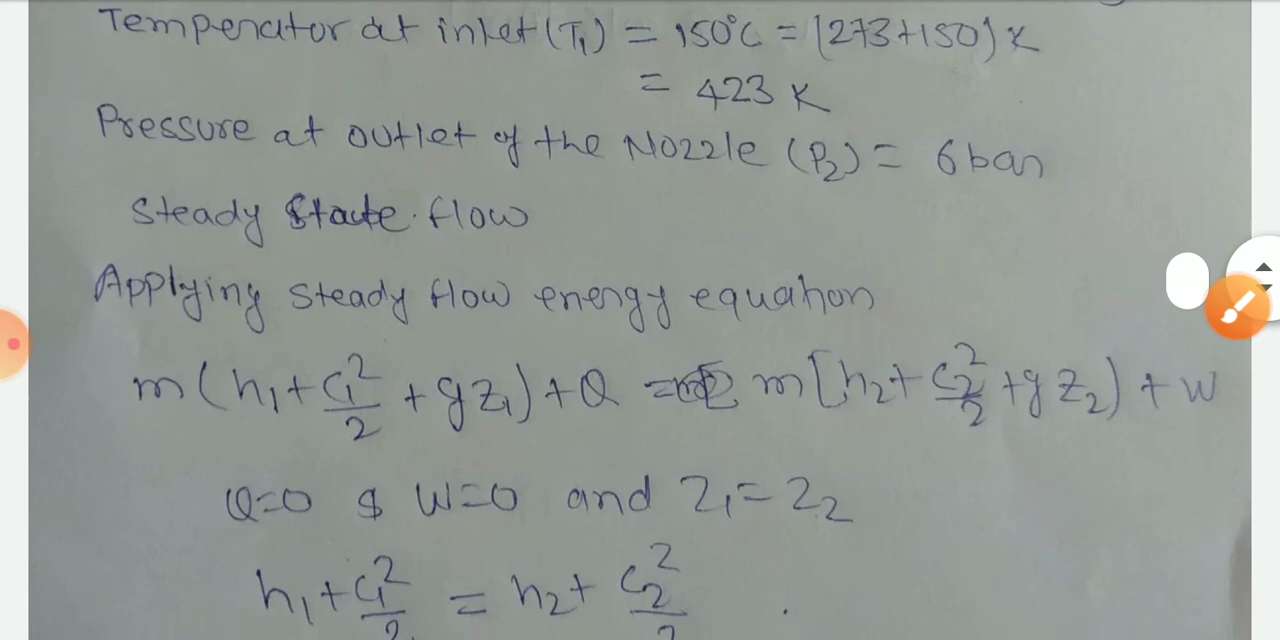 Temperator at inlet (T₁) = 150°C = (273+150) K
= 423 K
Pressure at outlet of the Nozzle (P₂) = 6 bar
Steady State flow
Applying steady flow energy equation
m(h₁ + C₁²/2 + gZ₁) + Q = m[h₂ + C₂²/2 + gZ₂) + W
Q=0 & W=0 and Z₁ = Z₂
h₁ + C₁²/2 = h₂ + C₂²/2